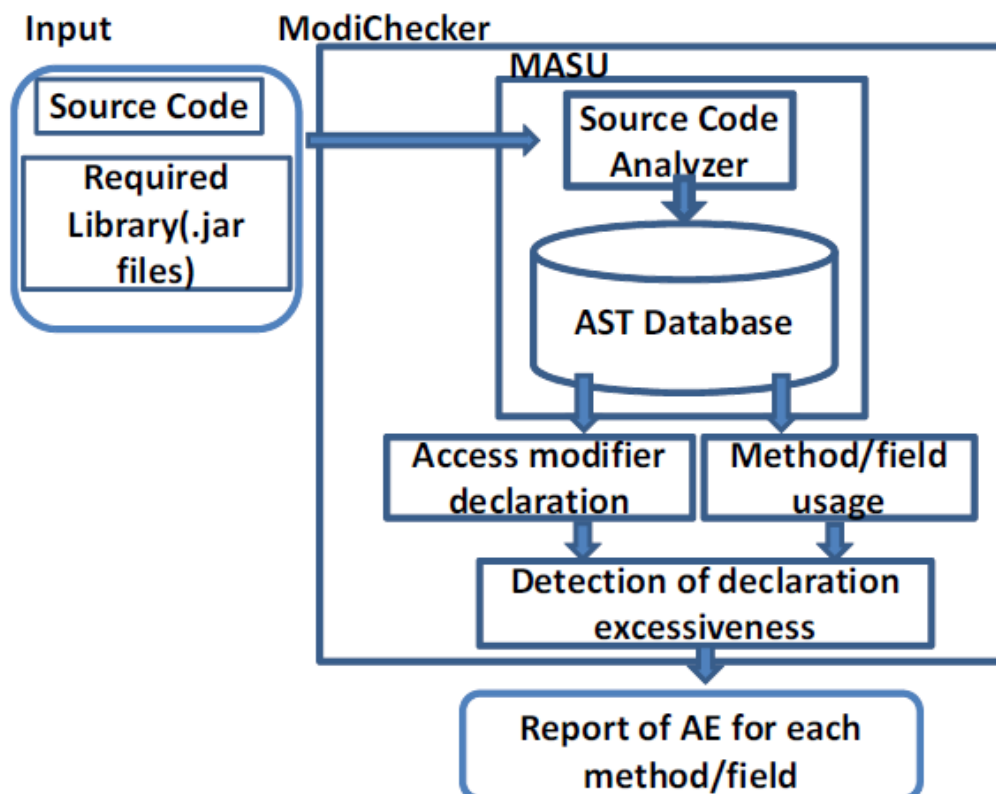 Input
ModiChecker
MASU
Source Code
Required
Library(.jar
files)
Source Code
Analyzer
AST Database
Access modifier
declaration
Method/field
usage
Detection of declaration
excessiveness
Report of AE for each
method/field